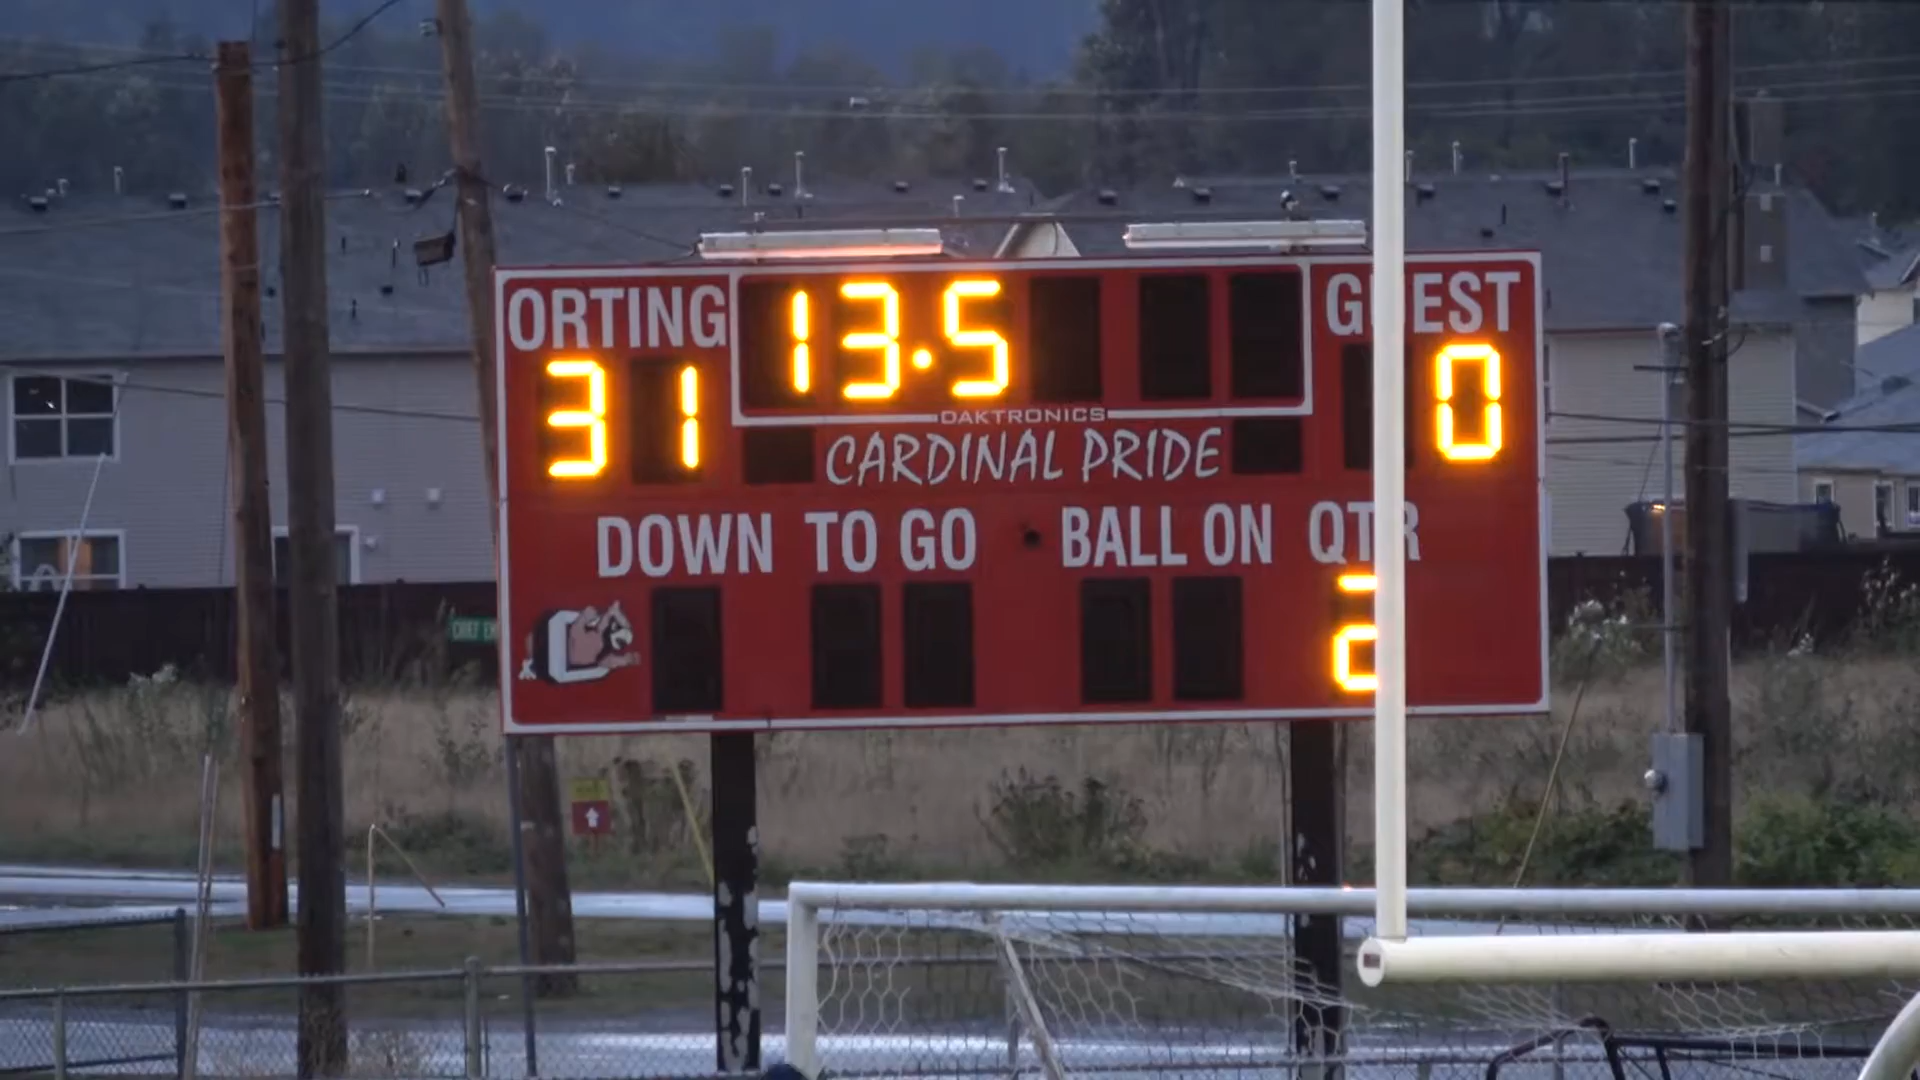 ORTING 13.5 GUEST
31 0
DAKTRONICS
CARDINAL PRIDE
DOWN TO GO BALL ON QTR
2
C